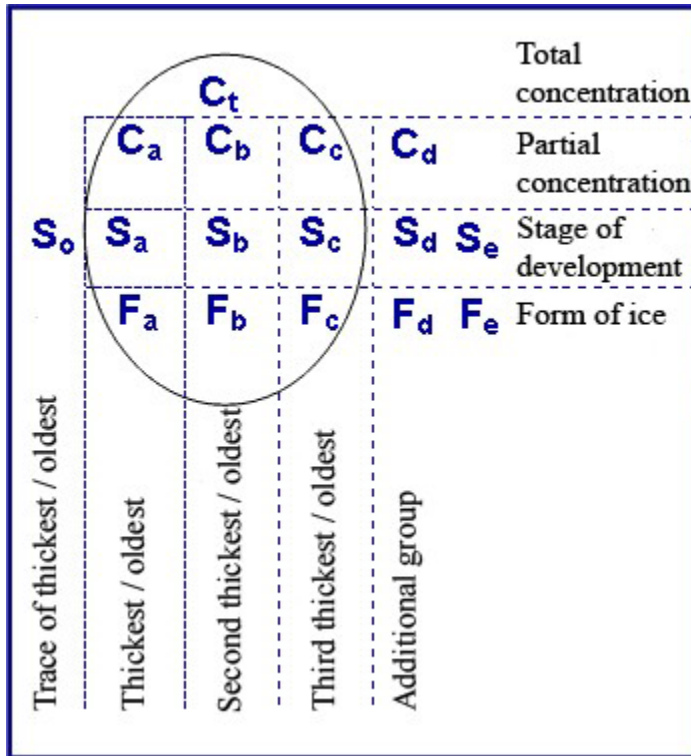 Total
Ct concentration
Ca Cb Cc Cd Partial
concentration
So Sa Sb Sc Sd Se Stage of
development
Fa Fb Fc Fd Fe Form of ice
Trace of thickest / oldest
Thickest / oldest
Second thickest / oldest
Third thickest / oldest
Additional group